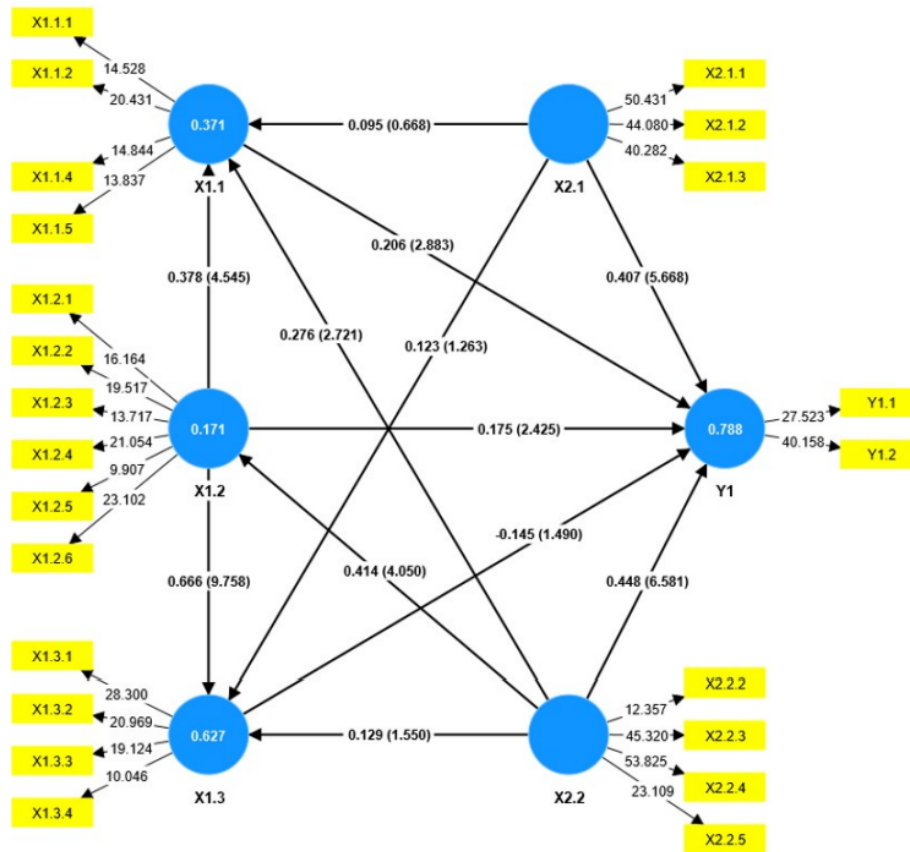 X1.1.1
X1.1.2
X1.1.4
X1.1.5
14.528
20.431
14.844
13.837
0.371
X1.1
0.095 (0.668)
X2.1
50.431
44.080
40.282
X2.1.1
X2.1.2
X2.1.3
0.378 (4.545)
0.206 (2.883)
0.407 (5.668)
0.276 (2.721)
0.123 (1.263)
X1.2.1
X1.2.2
X1.2.3
X1.2.4
X1.2.5
X1.2.6
16.164
19.517
13.717
21.054
9.907
23.102
0.171
X1.2
0.175 (2.425)
0.788
Y1
27.523
40.158
Y1.1
Y1.2
0.666 (9.758)
0.414 (4.050)
-0.145 (1.490)
0.448 (6.581)
X1.3.1
X1.3.2
X1.3.3
X1.3.4
28.300
20.969
19.124
10.046
0.627
X1.3
0.129 (1.550)
X2.2
12.357
45.320
53.825
23.109
X2.2.2
X2.2.3
X2.2.4
X2.2.5